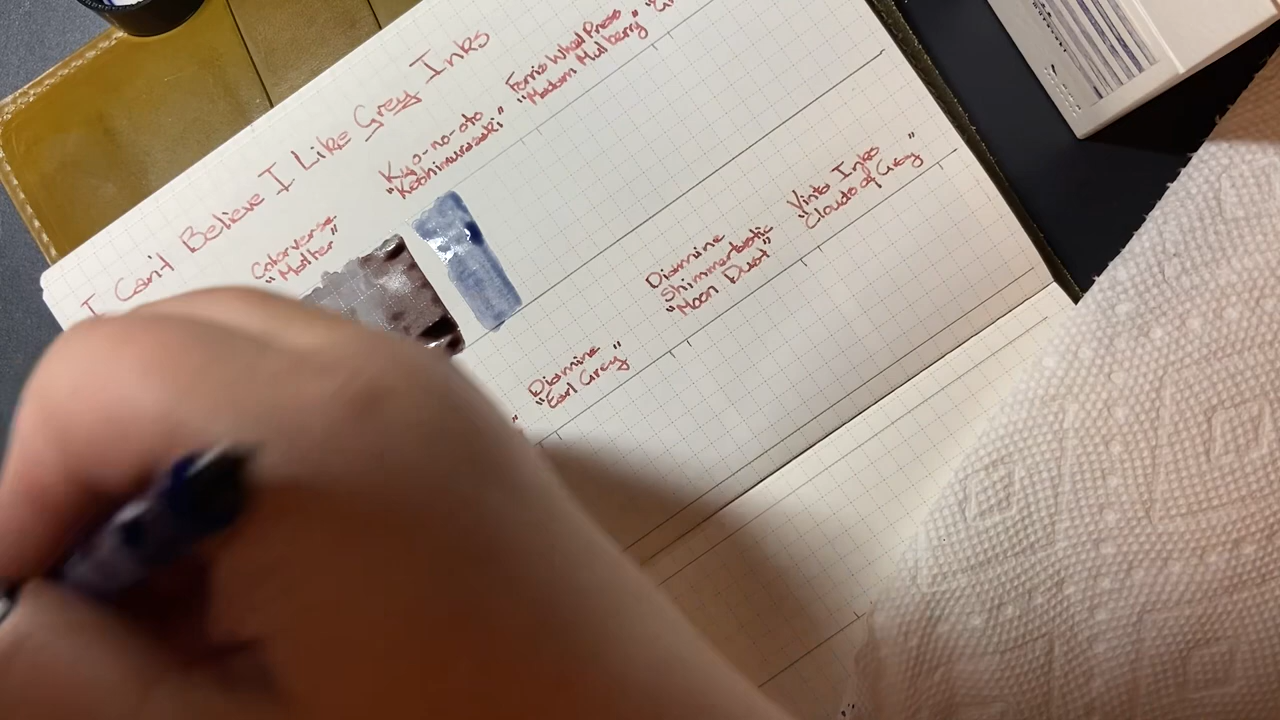 I Can't Believe I Like Grey Inks
Colorverse
"Matter"
Kyo-no-oto
"Keshimurasaki"
Ferris Wheel Press
"Madam Mulberry"
Diamine
"Earl Grey"
Diamine
Shimmertastic
"Moon Dust"
Vinta Inks
"Clouds of Grey"